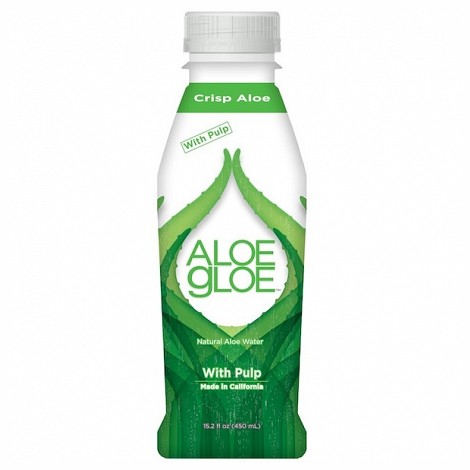 Crisp Aloe
With Pulp
ALOE
gLOE™
Natural Aloe Water
With Pulp
Made in California
15.2 fl oz (450 mL)